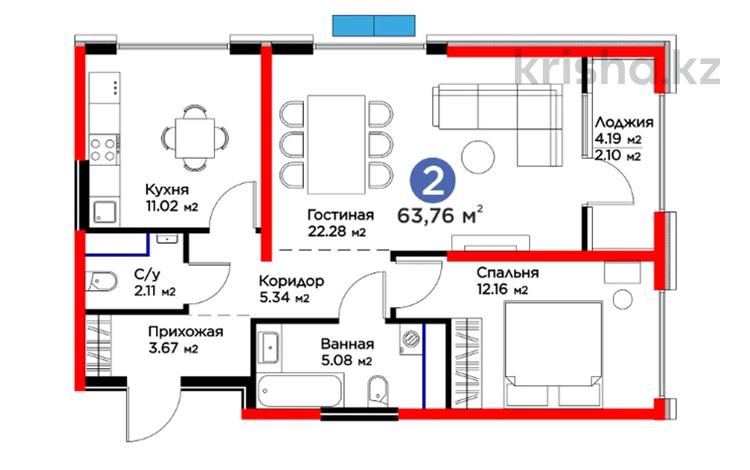 krisha.kz
Лоджия
4.19 м2
2.10 м2
Кухня
11.02 м2
2
63,76 м2
Гостиная
22.28 м2
С/у
2.11 м2
Коридор
5.34 м2
Спальня
12.16 м2
Прихожая
3.67 м2
Ванная
5.08 м2